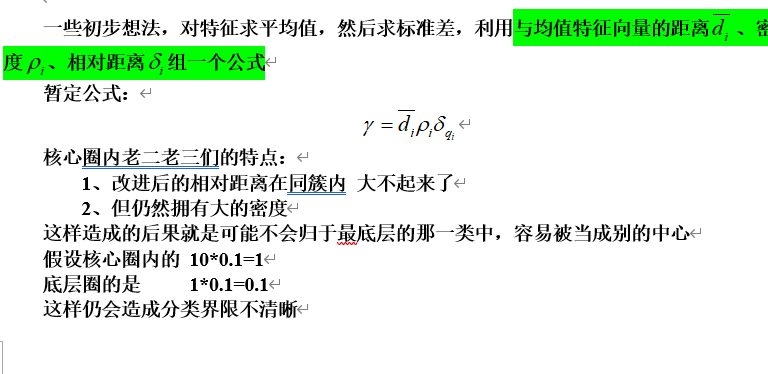 一些初步想法，对特征求平均值，然后求标准差，利用与均值特征向量的距离$\overline{d_i}$、密
度$\rho_i$、相对距离$\delta_i$组一个公式
暂定公式：
$\gamma = \overline{d_i}\rho_i\delta_{q_i}$
核心圈内老二老三们的特点：
1、改进后的相对距离在同簇内 大不起来了
2、但仍然拥有大的密度
这样造成的后果就是可能不会归于最底层的那一类中，容易被当成别的中心
假设核心圈内的 10*0.1=1
底层圈的是 1*0.1=0.1
这样仍会造成分类界限不清晰